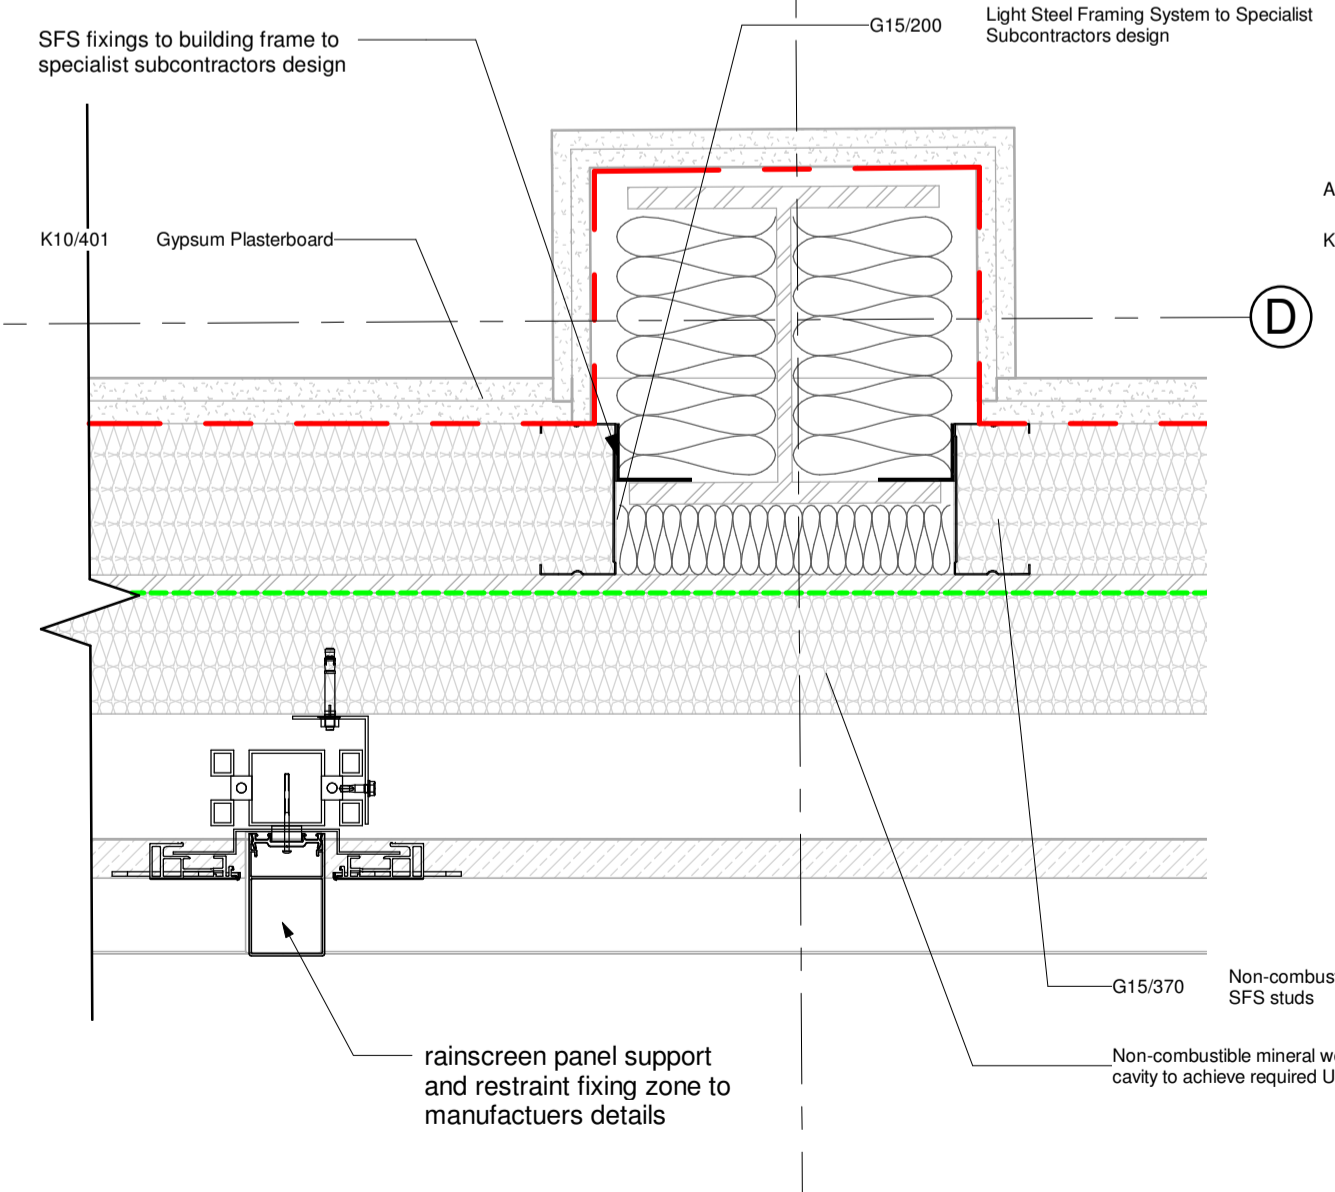 SFS fixings to building frame to
specialist subcontractors design
G15/200
Light Steel Framing System to Specialist
Subcontractors design
A
K10/401
Gypsum Plasterboard
K
D
G15/370
SFS studs
Non-combustible mineral
cavity to achieve required U
rainscreen panel support
and restraint fixing zone to
manufactuers details